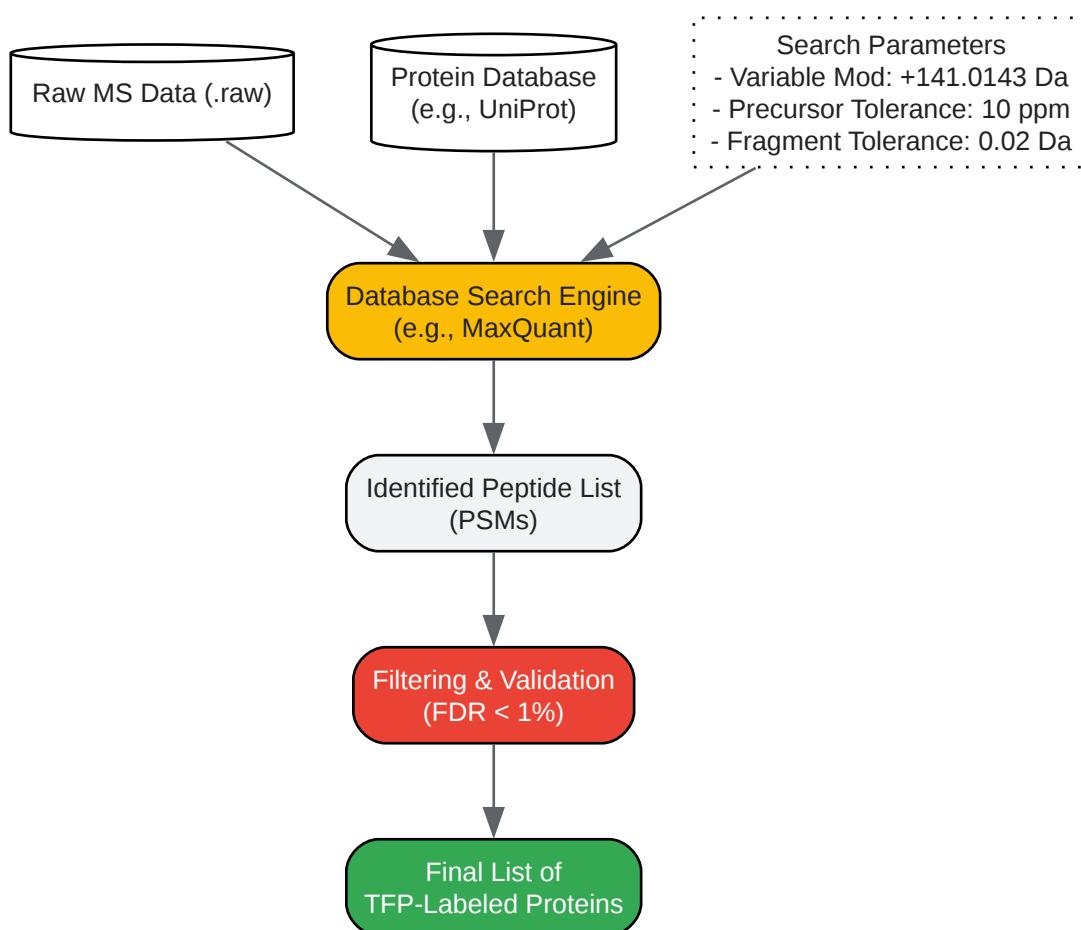 Raw MS Data (.raw)
Protein Database
(e.g., UniProt)
Search Parameters
- Variable Mod: +141.0143 Da
- Precursor Tolerance: 10 ppm
- Fragment Tolerance: 0.02 Da
Database Search Engine
(e.g., MaxQuant)
Identified Peptide List
(PSMs)
Filtering & Validation
(FDR < 1%)
Final List of
TFP-Labeled Proteins